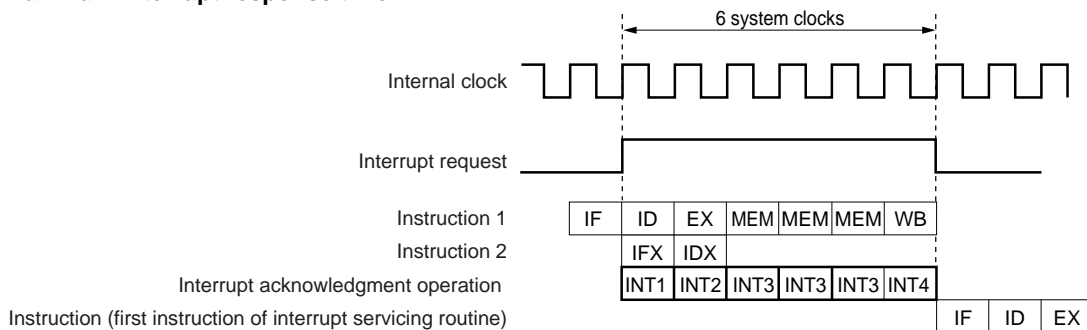 6 system clocks
Internal clock
Interrupt request
Instruction 1 IF ID EX MEM MEM MEM WB
Instruction 2 IFX IDX
Interrupt acknowledgment operation INT1 INT2 INT3 INT3 INT3 INT4
Instruction (first instruction of interrupt servicing routine) IF ID EX